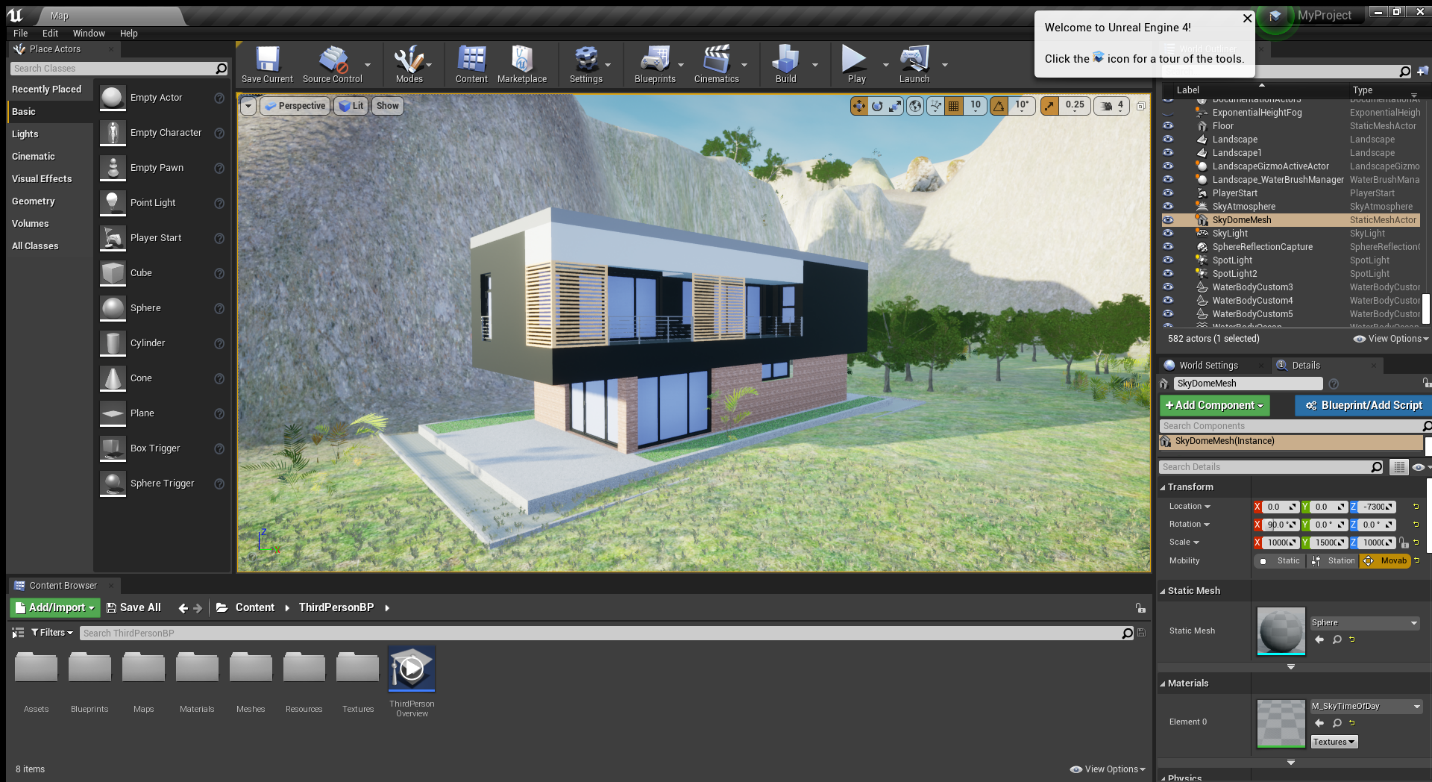 Map
MyProject
File Edit Window Help
Welcome to Unreal Engine 4!
Click the icon for a tour of the tools.
Place Actors
Search Classes
Recently Placed
Basic
Lights
Cinematic
Visual Effects
Geometry
Volumes
All Classes
Empty Actor
Empty Character
Empty Pawn
Point Light
Player Start
Cube
Sphere
Cylinder
Cone
Plane
Box Trigger
Sphere Trigger
Save Current Source Control Modes Content Marketplace Settings Blueprints Cinematics Build Play Launch
Perspective Lit Show
10 10° 0.25 4
Z
Label Type
ExponentialHeightFog ExponentialHeigh
Floor StaticMeshActor
Landscape Landscape
Landscape1 Landscape
LandscapeGizmoActiveActor LandscapeGizmo
Landscape_WaterBrushManager WaterBrushMana
PlayerStart PlayerStart
SkyAtmosphere SkyAtmosphere
SkyDomeMesh StaticMeshActor
SkyLight SkyLight
SphereReflectionCapture SphereReflection
SpotLight SpotLight
SpotLight2 SpotLight
WaterBodyCustom3 WaterBodyCustor
WaterBodyCustom4 WaterBodyCustor
WaterBodyCustom5 WaterBodyCustor
582 actors (1 selected) View Options
World Settings Details
SkyDomeMesh
+Add Component Blueprint/Add Script
Search Components
SkyDomeMesh(Instance)
Search Details
Transform
Location X 0.0 Y 0.0 Z -7300
Rotation X 90.0 ° Y 0.0 ° Z 0.0 °
Scale X 1000 Y 1500 Z 1000
Mobility Static Station Movab
Static Mesh
Static Mesh Sphere
Materials
Element 0 M_SkyTimeOfDay
Textures
Physics
Content Browser
Add/Import Save All Content ThirdPersonBP
Filters Search ThirdPersonBP
Assets Blueprints Maps Materials Meshes Resources Textures ThirdPerson
Overview
8 items View Options